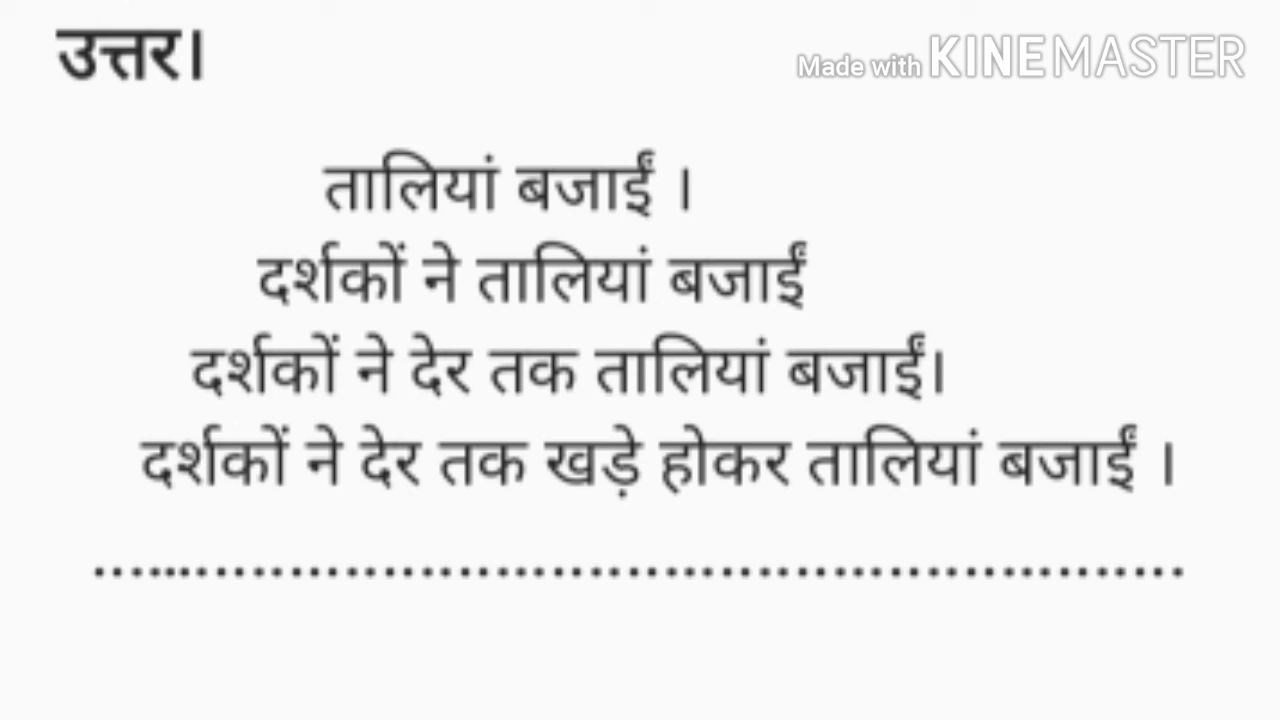 उत्तर।
Made with KINEMASTER
तालियां बजाईं ।
दर्शकों ने तालियां बजाईं
दर्शकों ने देर तक तालियां बजाईं।
दर्शकों ने देर तक खड़े होकर तालियां बजाईं ।
............................................................